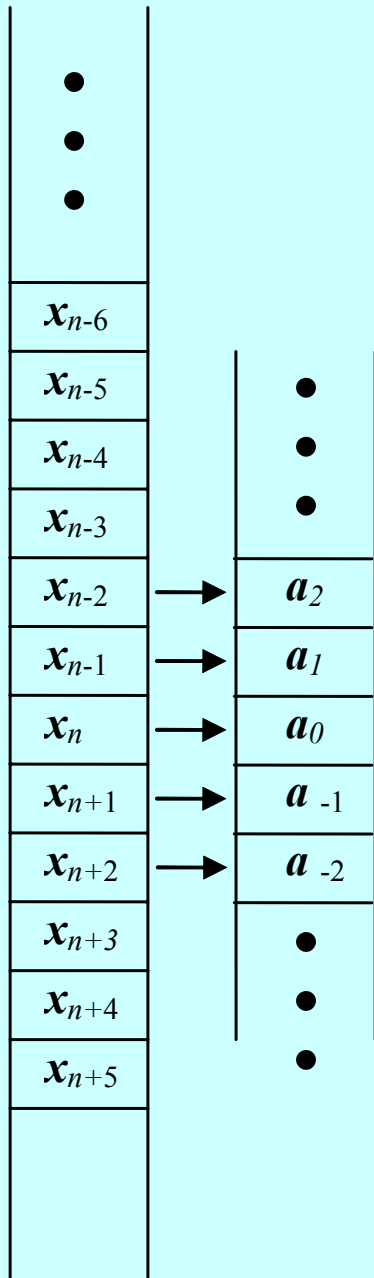 x_{n-6}
x_{n-5}
x_{n-4}
x_{n-3}
x_{n-2} a_2
x_{n-1} a_1
x_n a_0
x_{n+1} a_{-1}
x_{n+2} a_{-2}
x_{n+3}
x_{n+4}
x_{n+5}